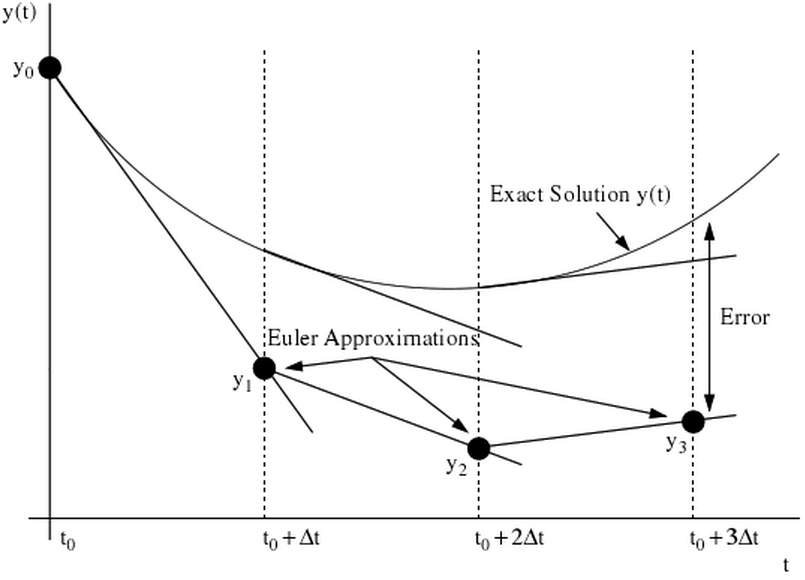 y(t)
y₀
Exact Solution y(t)
Error
Euler Approximations
y₁
y₂
y₃
t₀
t₀+Δt
t₀+2Δt
t₀+3Δt
t